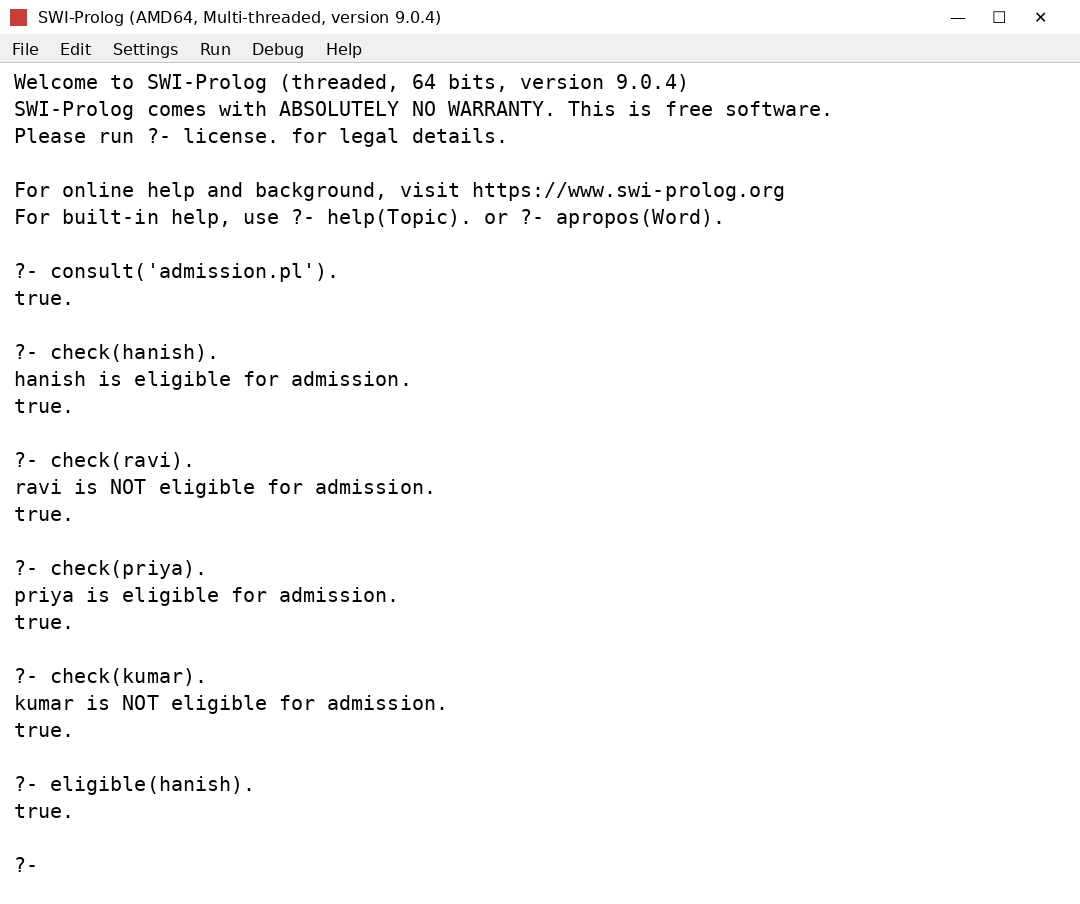 SWI-Prolog (AMD64, Multi-threaded, version 9.0.4)
File Edit Settings Run Debug Help
Welcome to SWI-Prolog (threaded, 64 bits, version 9.0.4)
SWI-Prolog comes with ABSOLUTELY NO WARRANTY. This is free software.
Please run ?- license. for legal details.

For online help and background, visit https://www.swi-prolog.org
For built-in help, use ?- help(Topic). or ?- apropos(Word).

?- consult('admission.pl').
true.

?- check(hanish).
hanish is eligible for admission.
true.

?- check(ravi).
ravi is NOT eligible for admission.
true.

?- check(priya).
priya is eligible for admission.
true.

?- check(kumar).
kumar is NOT eligible for admission.
true.

?- eligible(hanish).
true.

?-